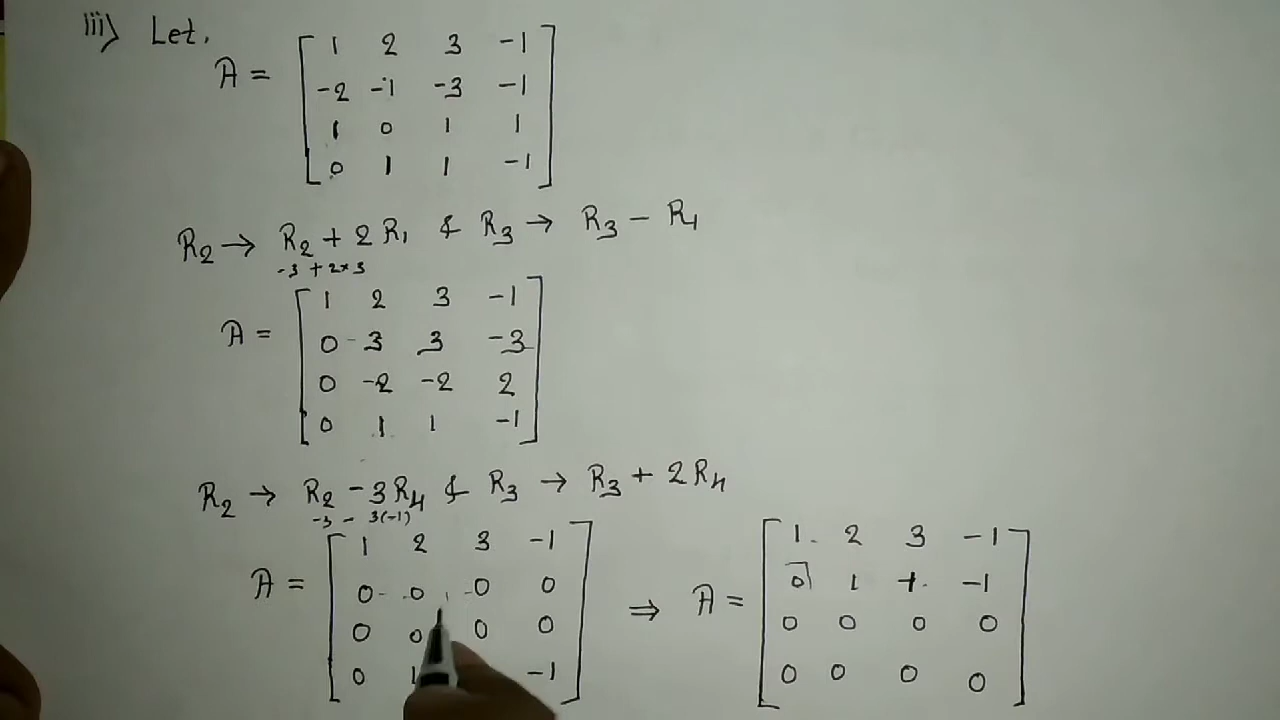 iii) Let,
A = [ 1 2 3 -1
-2 -1 -3 -1
1 0 1 1
0 1 1 -1 ]
R2 → R2 + 2R1 & R3 → R3 - R1
-3 + 2×3
A = [ 1 2 3 -1
0 3 3 -3
0 -2 -2 2
0 1 1 -1 ]
R2 → R2 - 3R4 & R3 → R3 + 2R4
-3 - 3(-1)
A = [ 1 2 3 -1
0 0 0 0
0 0 0 0
0 1 -1 ]
⇒ A = [ 1 2 3 -1
0 1 1 -1
0 0 0 0
0 0 0 0 ]